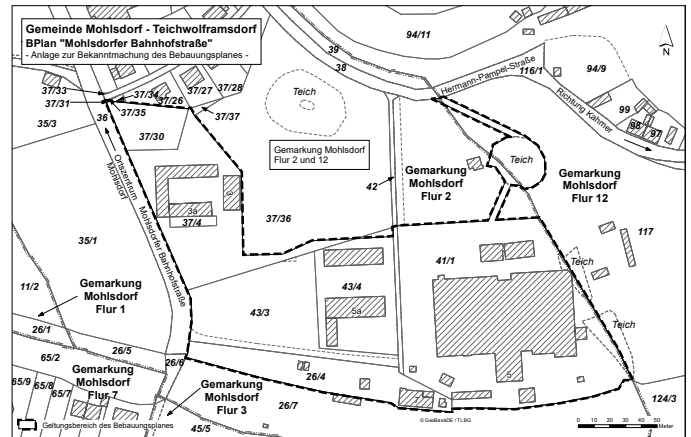 Gemeinde Mohlsdorf - Teichwolframsdorf
BPlan "Mohlsdorfer Bahnhofstraße"
- Anlage zur Bekanntmachung des Bebauungsplanes -
94/11
39
38
N
Hermann-Pampel-Straße
116/1
94/9
Richtung Kahmer
99
98
97
37/33
37/34
37/27
37/28
37/31
37/26
37/35
37/37
36
35/3
37/30
Teich
Gemarkung Mohlsdorf
Flur 2 und 12
42
Gemarkung
Mohlsdorf
Flur 2
Teich
Gemarkung
Mohlsdorf
Flur 12
Ortszentrum
Mohlsdorf
Mohlsdorfer Bahnhofstraße
3
3a
37/4
37/36
35/1
117
41/1
Teich
11/2
Gemarkung
Mohlsdorf
Flur 1
43/3
43/4
5a
Teich
26/1
26/5
26/6
65/2
65/9
65/8
65/7
Gemarkung
Mohlsdorf
Flur 7
Gemarkung
Mohlsdorf
Flur 3
26/4
26/7
45/5
5
7
124/3
Geltungsbereich des Bebauungsplanes
© GeoBasisDE / TLBG
0 10 20 30 40 50
Meter